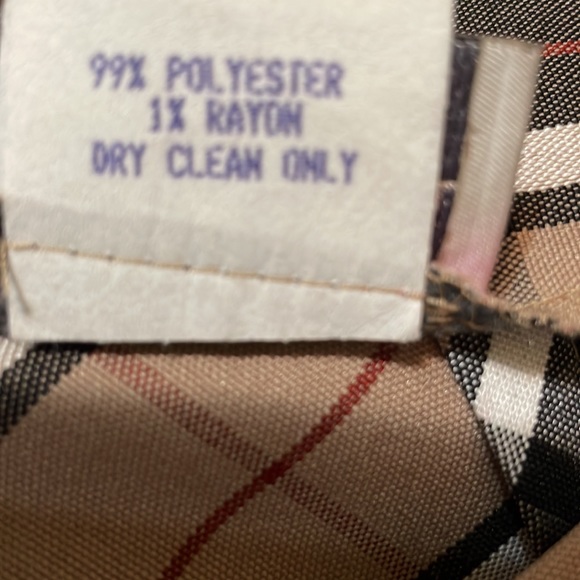 99% POLYESTER
1% RAYON
DRY CLEAN ONLY